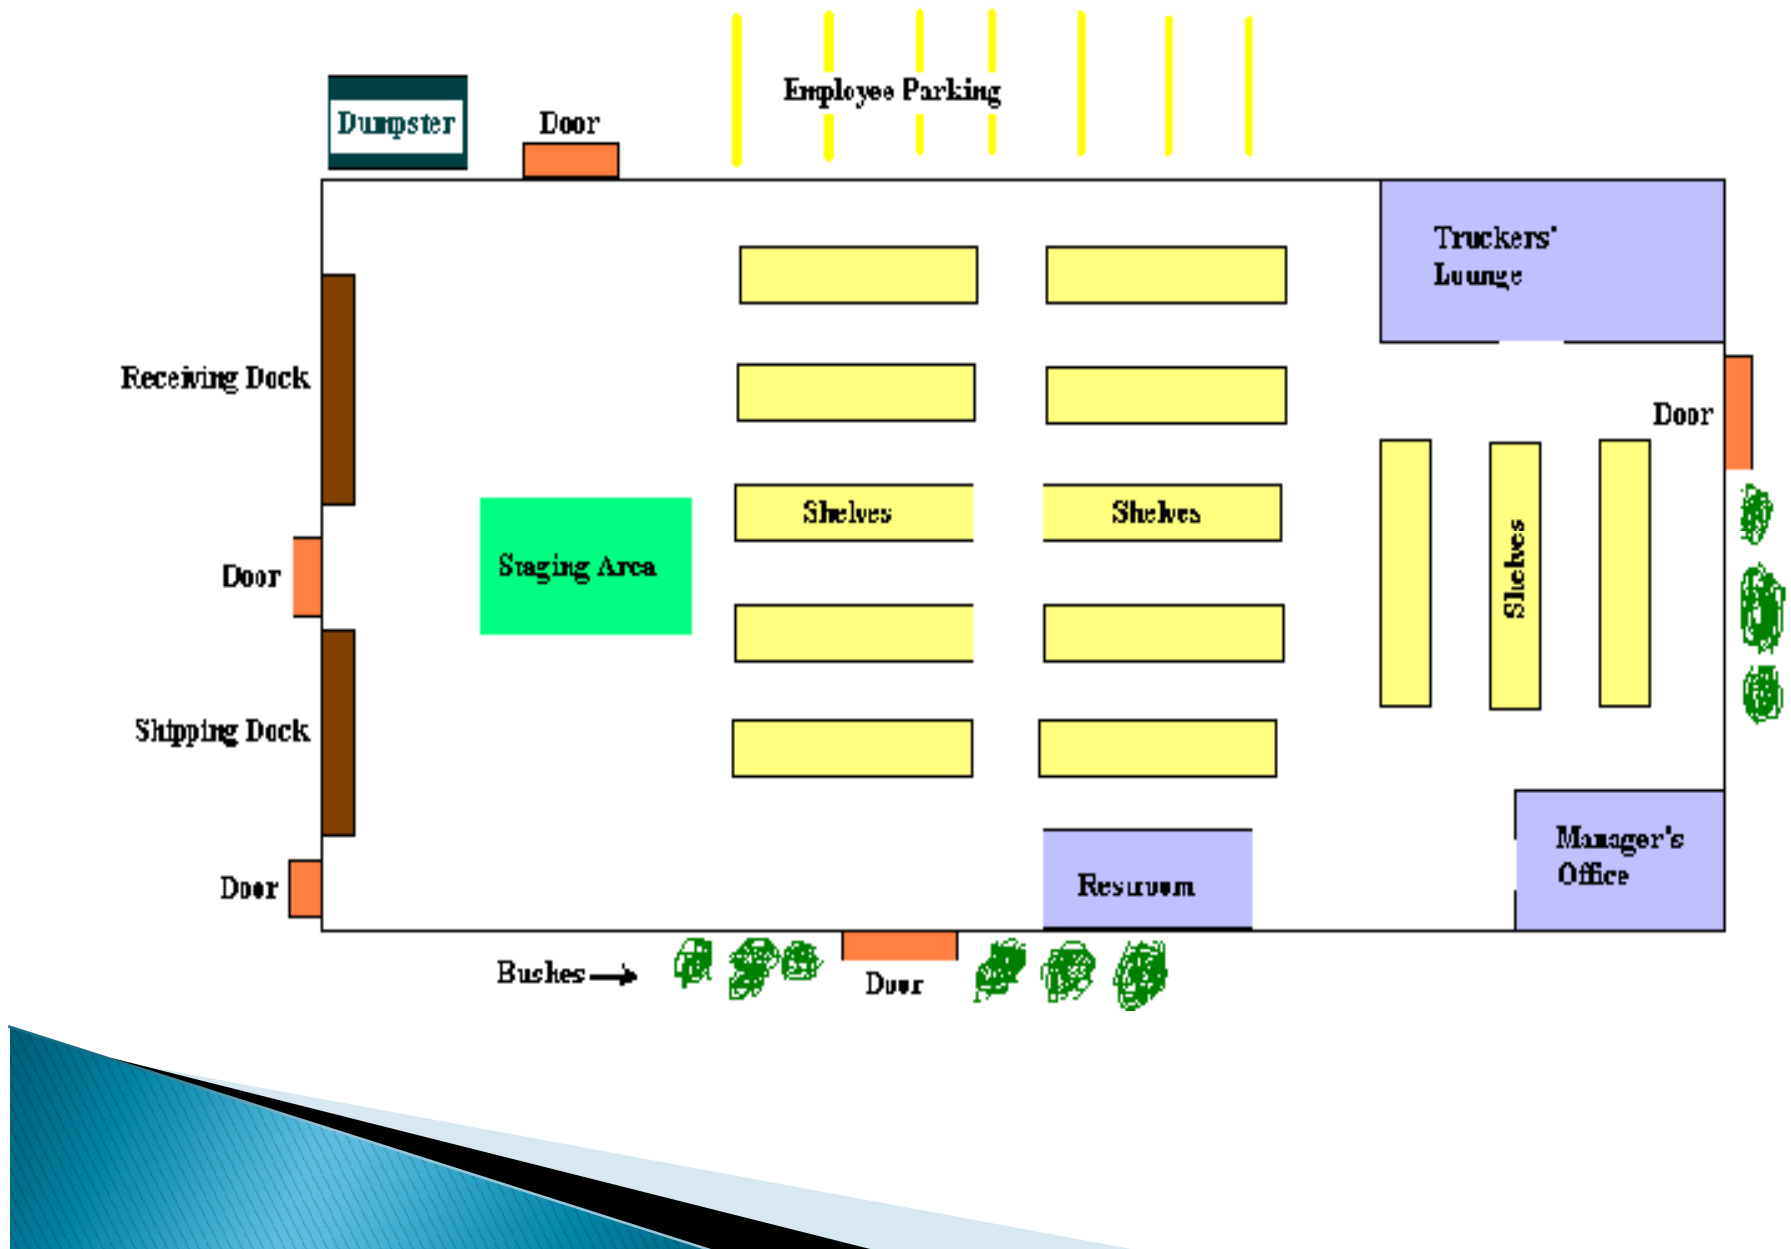 Employee Parking
Dumpster
Door
Truckers'
Lounge
Receiving Dock
Door
Shelves
Shelves
Staging Area
Door
Shelves
Shipping Dock
Manager's
Office
Door
Restroom
Bushes
Door